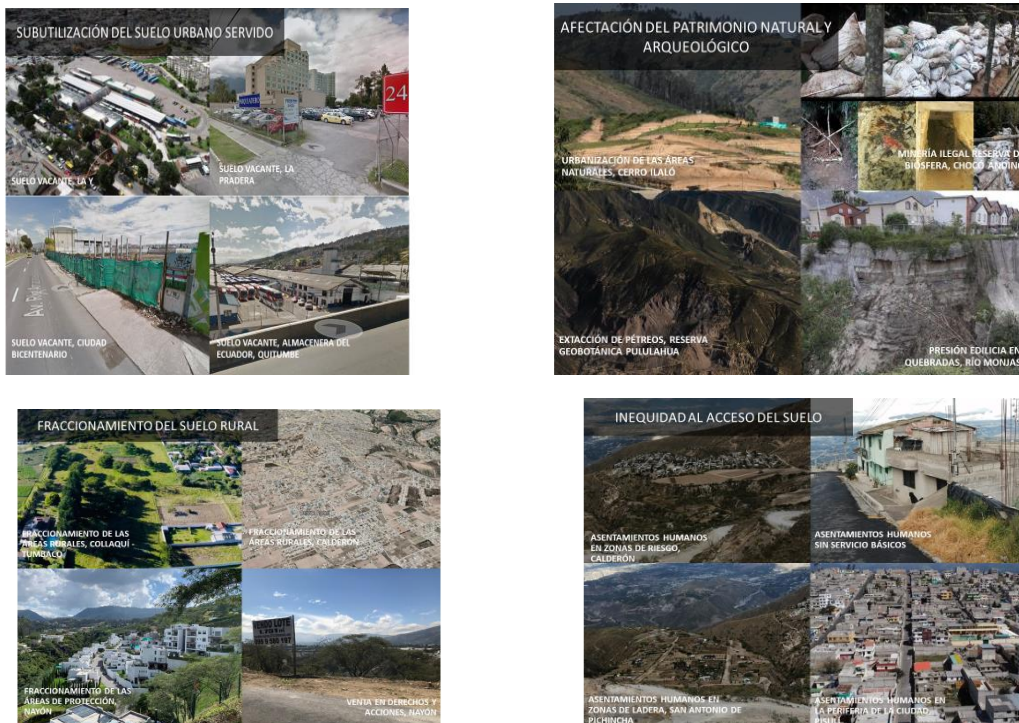 SUBUTILIZACIÓN DEL SUELO URBANO SERVIDO
SUELO VACANTE, LA Y
SUELO VACANTE, LA
PRADERA
24
SUELO VACANTE, CIUDAD
BICENTENARIO
SUELO VACANTE, ALMACENERA DEL
ECUADOR, QUITUMBE
AFECTACIÓN DEL PATRIMONIO NATURAL Y
ARQUEOLÓGICO
URBANIZACIÓN DE LAS ÁREAS
NATURALES, CERRO ILALÓ
MINERÍA ILEGAL RESERVA D
BIÓSFERA, CHOCÓ ANDINO
EXTACCIÓN DE PÉTREOS, RESERVA
GEOBOTÁNICA PULULAHUA
PRESIÓN EDILICIA EN
QUEBRADAS, RÍO MONJAS
FRACCIONAMIENTO DEL SUELO RURAL
FRACCIONAMIENTO DE LAS
ÁREAS RURALES, COLLAQUÍ -
TUMBACO
FRACCIONAMIENTO DE LAS
ÁREAS RURALES, CALDERÓN
FRACCIONAMIENTO DE LAS
ÁREAS DE PROTECCIÓN,
NAYÓN
VENTA EN DERECHOS Y
ACCIONES, NAYÓN
INEQUIDAD AL ACCESO DEL SUELO
ASENTAMIENTOS HUMANOS
EN ZONAS DE RIESGO,
CALDERÓN
ASENTAMIENTOS HUMANOS
SIN SERVICIO BÁSICOS
ASENTAMIENTOS HUMANOS EN
ZONAS DE LADERA, SAN ANTONIO DE
PICHINCHA
ASENTAMIENTOS HUMANOS EN
LA PERIFERIA DE LA CIUDAD,
PISULÍ